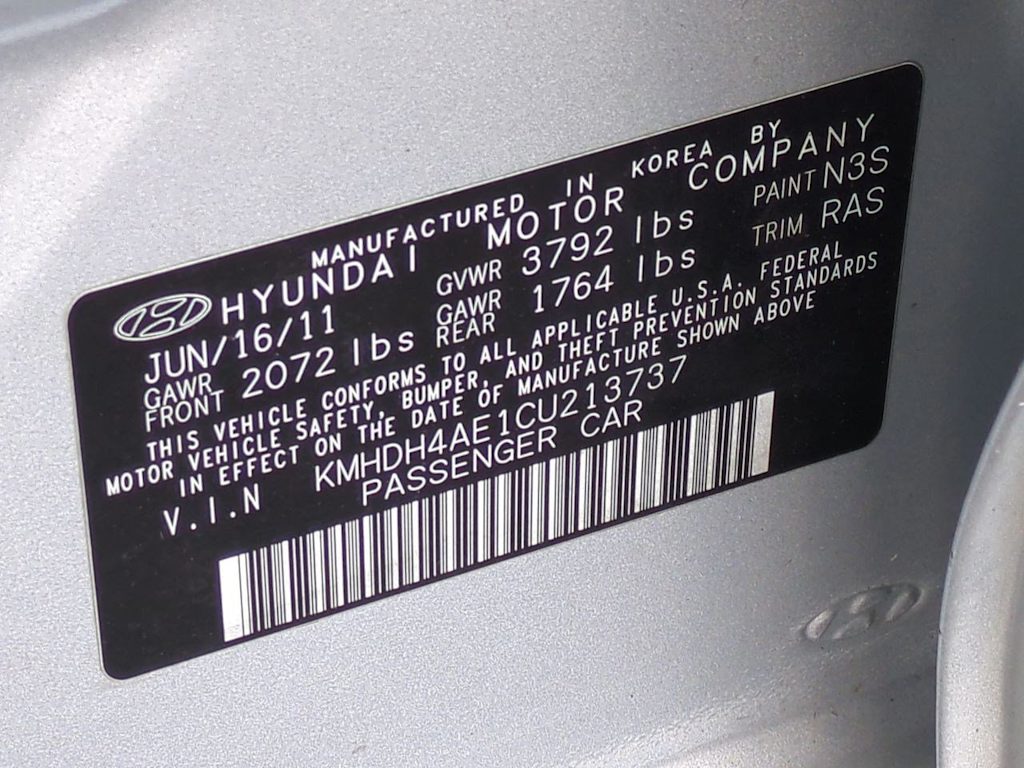 MANUFACTURED IN KOREA BY
HYUNDAI MOTOR COMPANY
JUN/16/11 GVWR 3792 lbs PAINT N3S
GAWR FRONT 2072 lbs GAWR REAR 1764 lbs TRIM RAS
THIS VEHICLE CONFORMS TO ALL APPLICABLE U.S.A. FEDERAL
MOTOR VEHICLE SAFETY, BUMPER, AND THEFT PREVENTION STANDARDS
IN EFFECT ON THE DATE OF MANUFACTURE SHOWN ABOVE
V.I.N KMHDH4AE1CU213737
PASSENGER CAR